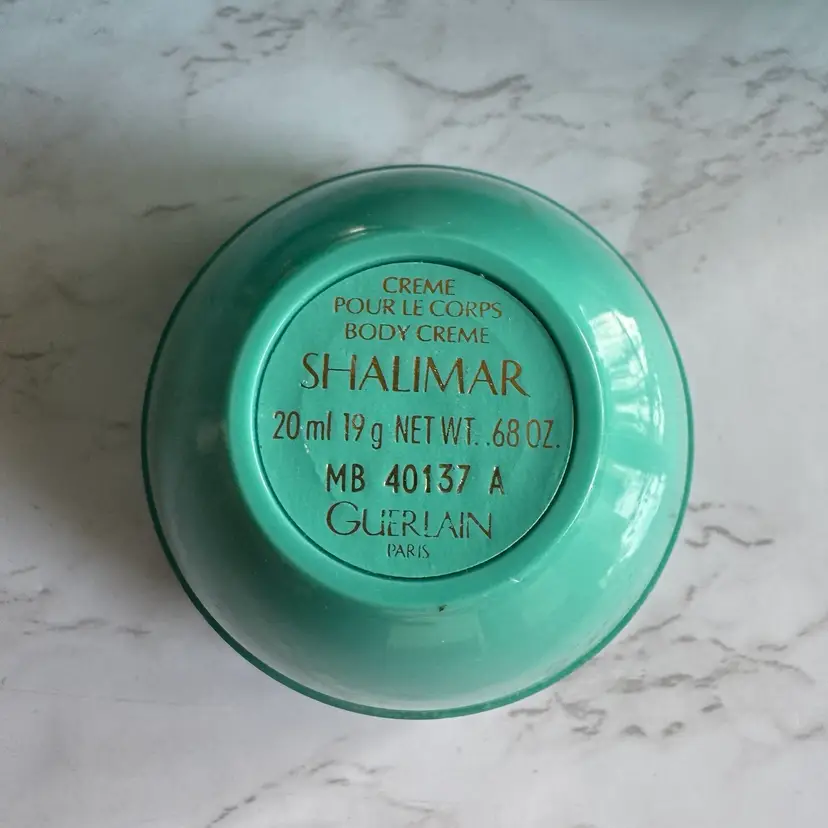 CREME
POUR LE CORPS
BODY CREME
SHALIMAR
20 ml 19 g NET WT. .68 OZ.
MB 40137 A
GUERLAIN
PARIS